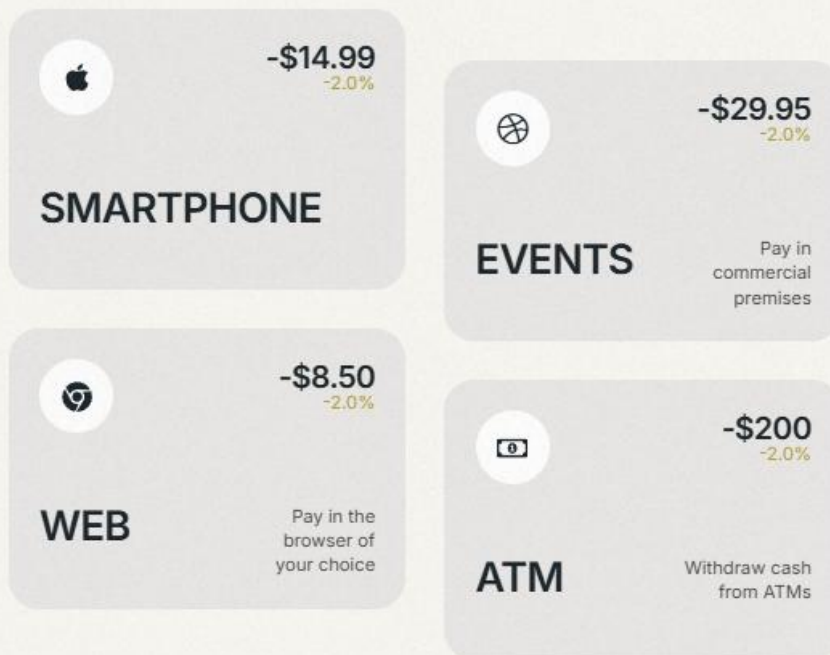 -$14.99
-2.0%
SMARTPHONE
-$29.95
-2.0%
EVENTS
Pay in
commercial
premises
-$8.50
-2.0%
WEB
Pay in the
browser of
your choice
-$200
-2.0%
ATM
Withdraw cash
from ATMs